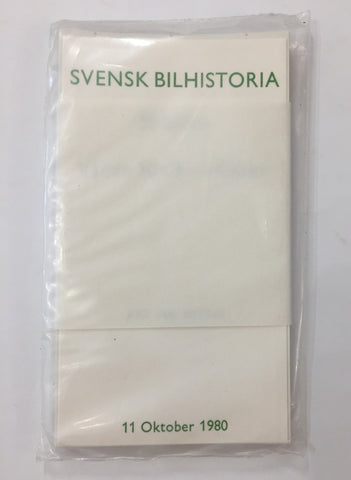 SVENSK BILHISTORIA
11 Oktober 1980